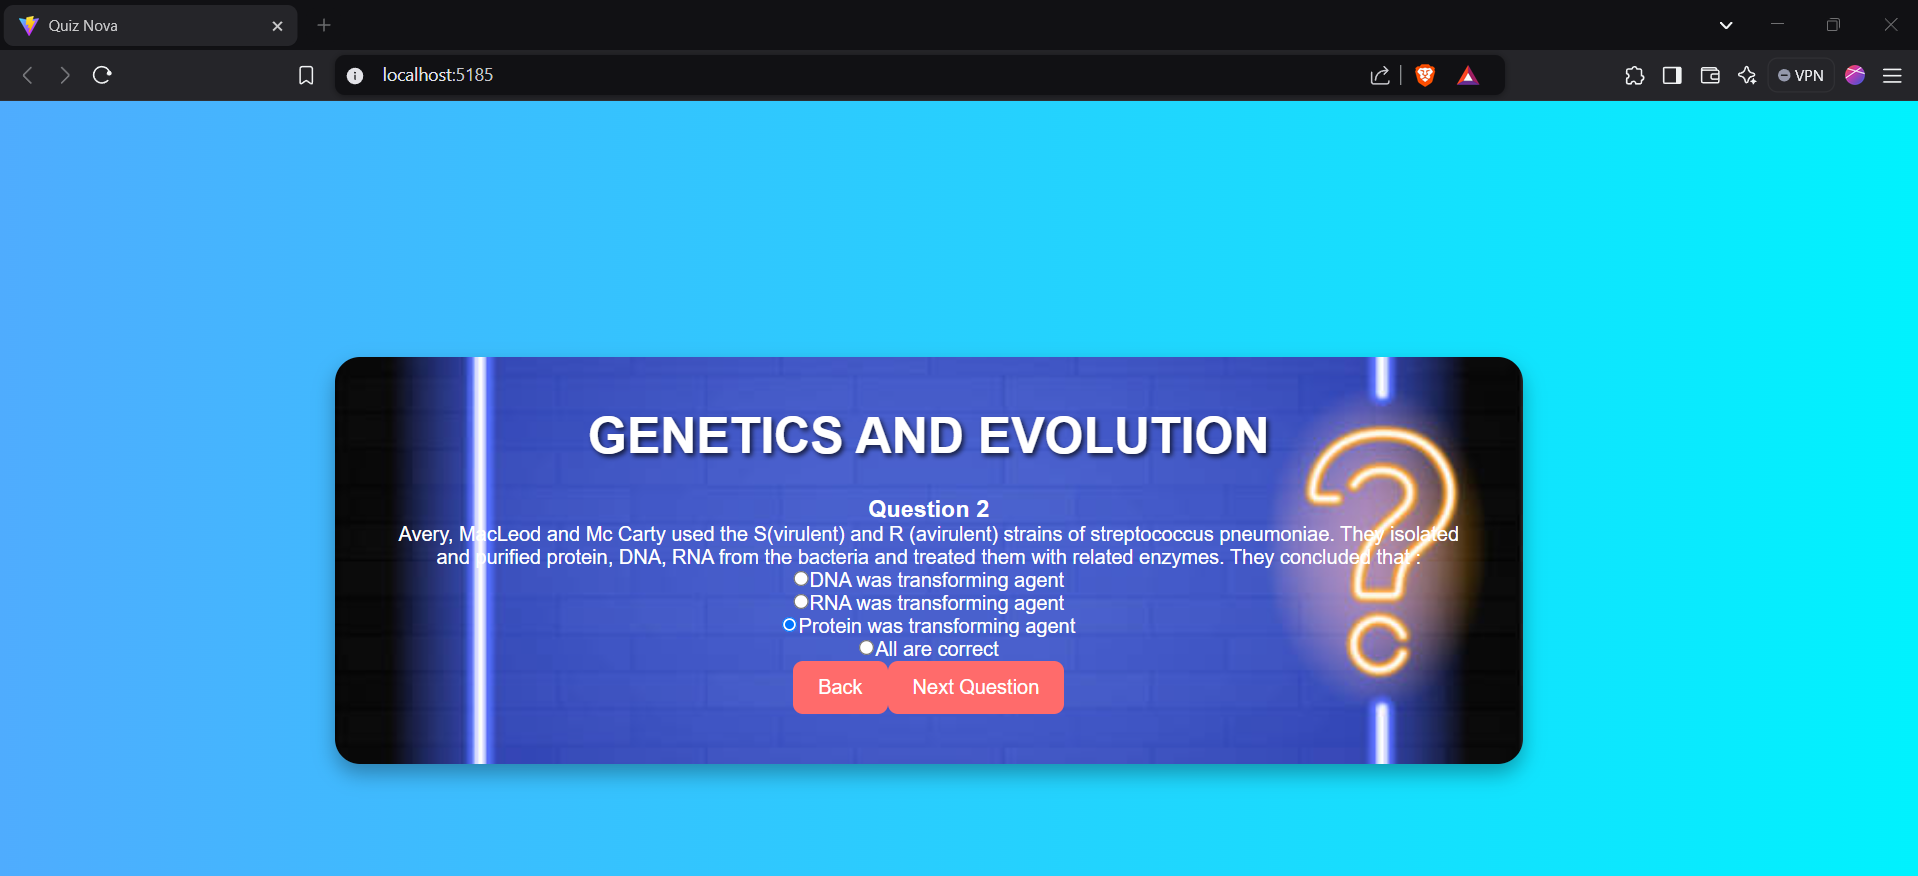 Quiz Nova
localhost:5185
VPN
GENETICS AND EVOLUTION
Question 2
Avery, MacLeod and Mc Carty used the S(virulent) and R (avirulent) strains of streptococcus pneumoniae. They isolated
and purified protein, DNA, RNA from the bacteria and treated them with related enzymes. They concluded that :
DNA was transforming agent
RNA was transforming agent
Protein was transforming agent
All are correct
Back Next Question